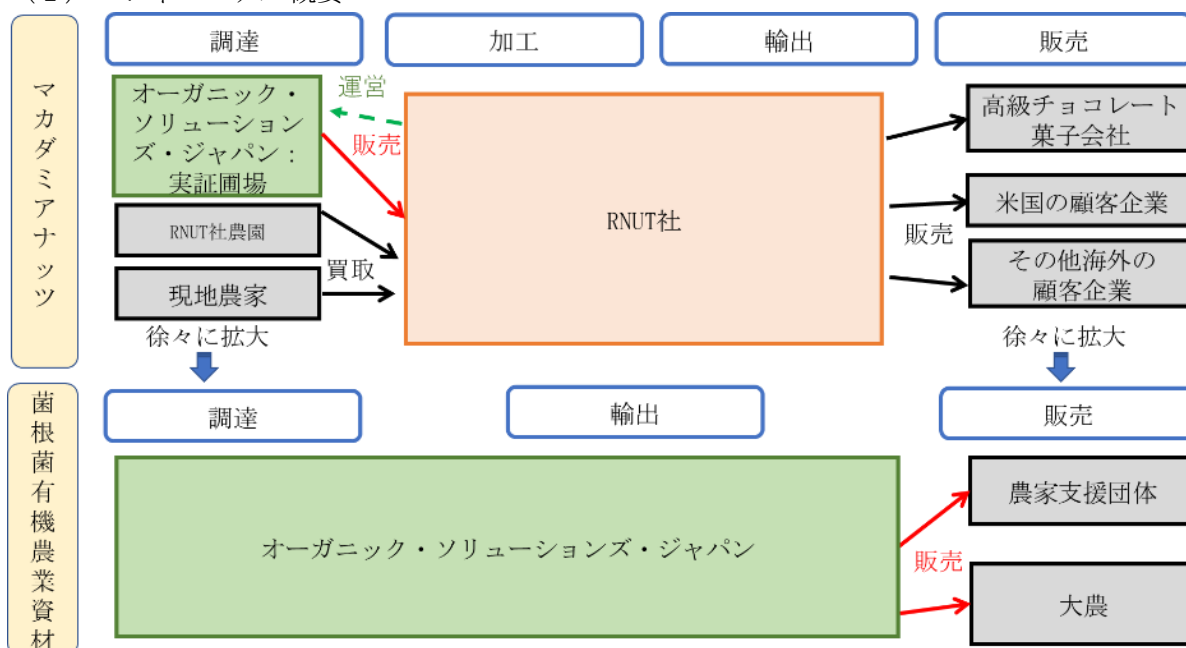 マカダミアナッツ
調達
加工
輸出
販売
オーガニック・
ソリューション
ズ・ジャパン：
実証圃場
運営
販売
RNUT社農園
現地農家
買取
RNUT社
販売
高級チョコレート
菓子会社
米国の顧客企業
その他海外の
顧客企業
徐々に拡大
徐々に拡大
菌根菌有機農業資材
調達
輸出
販売
オーガニック・ソリューションズ・ジャパン
販売
農家支援団体
大農